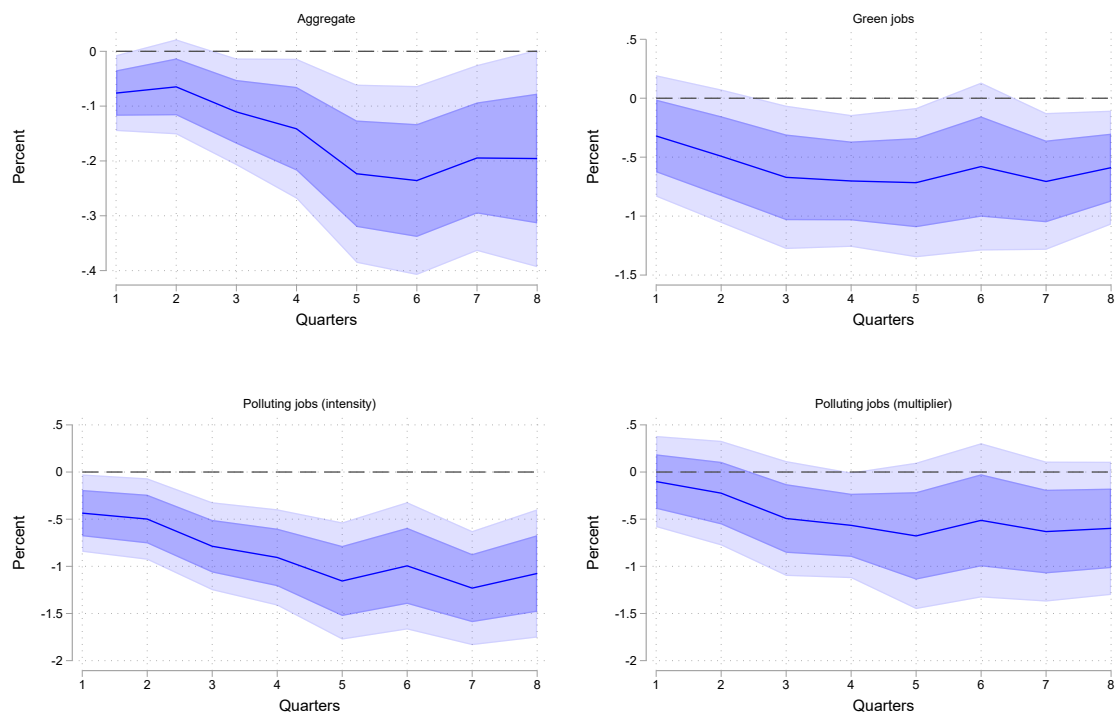 Aggregate
0
-.1
-.2
-.3
-.4
Percent
1 2 3 4 5 6 7 8
Quarters
Green jobs
.5
0
-.5
-1
-1.5
Percent
1 2 3 4 5 6 7 8
Quarters
Polluting jobs (intensity)
.5
0
-.5
-1
-1.5
-2
Percent
1 2 3 4 5 6 7 8
Quarters
Polluting jobs (multiplier)
.5
0
-.5
-1
-1.5
-2
Percent
1 2 3 4 5 6 7 8
Quarters